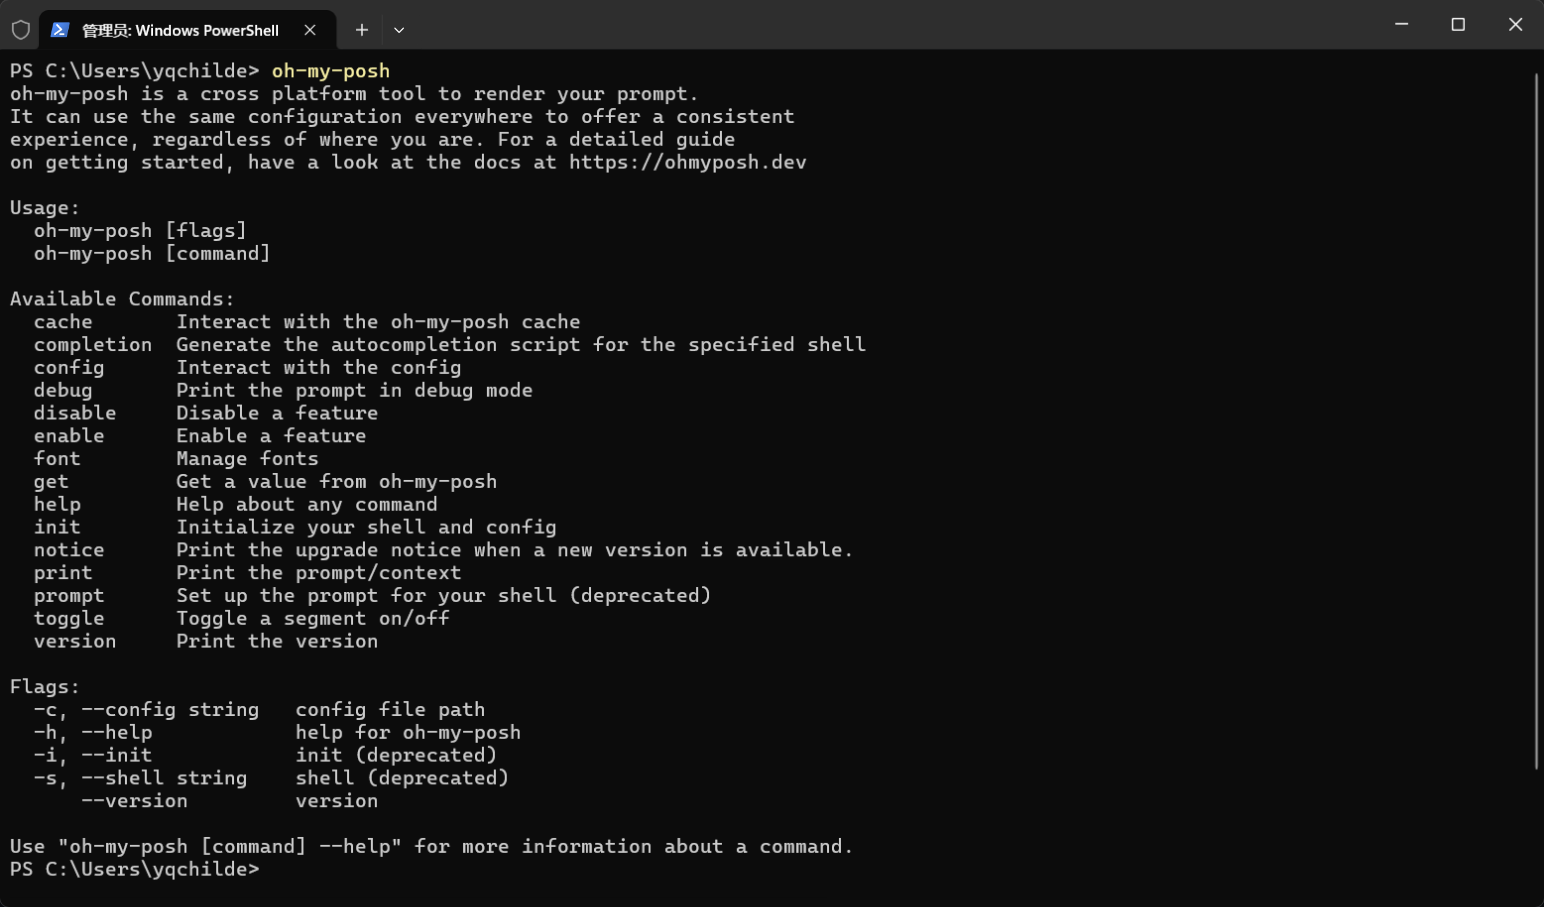 管理员: Windows PowerShell
PS C:\Users\yqchilde> oh-my-posh
oh-my-posh is a cross platform tool to render your prompt.
It can use the same configuration everywhere to offer a consistent
experience, regardless of where you are. For a detailed guide
on getting started, have a look at the docs at https://ohmyposh.dev

Usage:
  oh-my-posh [flags]
  oh-my-posh [command]

Available Commands:
  cache       Interact with the oh-my-posh cache
  completion  Generate the autocompletion script for the specified shell
  config      Interact with the config
  debug       Print the prompt in debug mode
  disable     Disable a feature
  enable      Enable a feature
  font        Manage fonts
  get         Get a value from oh-my-posh
  help        Help about any command
  init        Initialize your shell and config
  notice      Print the upgrade notice when a new version is available.
  print       Print the prompt/context
  prompt      Set up the prompt for your shell (deprecated)
  toggle      Toggle a segment on/off
  version     Print the version

Flags:
  -c, --config string   config file path
  -h, --help            help for oh-my-posh
  -i, --init            init (deprecated)
  -s, --shell string    shell (deprecated)
      --version         version

Use "oh-my-posh [command] --help" for more information about a command.
PS C:\Users\yqchilde>